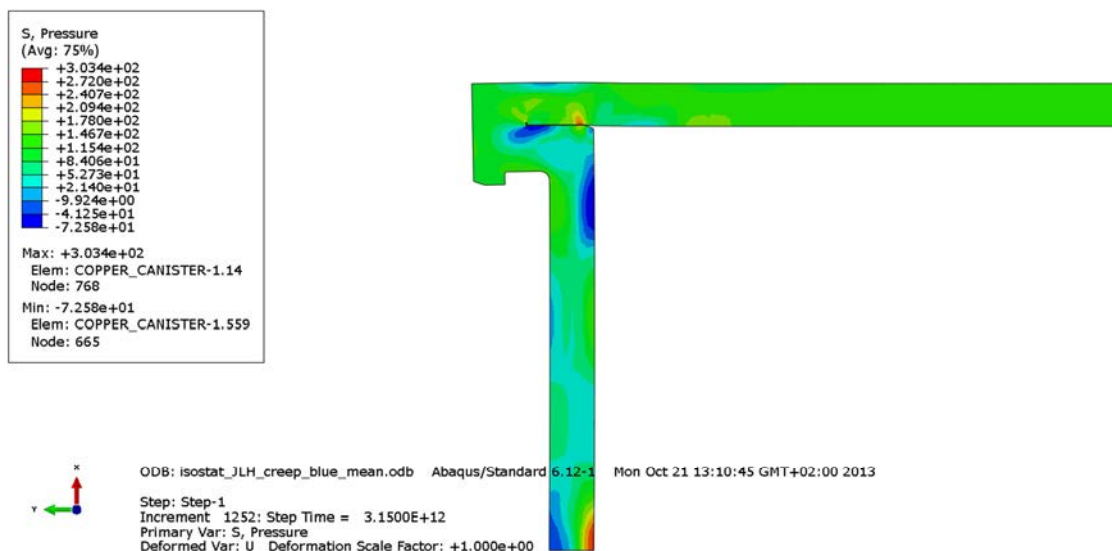 S, Pressure
(Avg: 75%)
+3.034e+02
+2.720e+02
+2.407e+02
+2.094e+02
+1.780e+02
+1.467e+02
+1.154e+02
+8.406e+01
+5.273e+01
+2.140e+01
-9.924e+00
-4.125e+01
-7.258e+01
Max: +3.034e+02
Elem: COPPER_CANISTER-1.14
Node: 768
Min: -7.258e+01
Elem: COPPER_CANISTER-1.559
Node: 665
X
Y
ODB: isostat_JLH_creep_blue_mean.odb Abaqus/Standard 6.12-1 Mon Oct 21 13:10:45 GMT+02:00 2013
Step: Step-1
Increment 1252: Step Time = 3.1500E+12
Primary Var: S, Pressure
Deformed Var: U Deformation Scale Factor: +1.000e+00